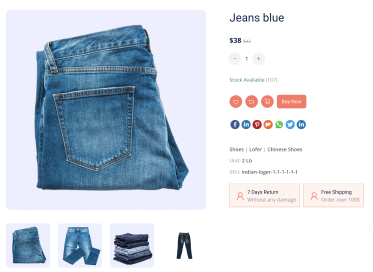 Jeans blue
$38 $42
− 1 +
Stock Available (107)
Buy Now
Shoes | Lofer | Chinese Shoes
Unit: 2 Lb
SKU: indian-loger-1-1-1-1-1-1
7 Days Return
Without any damage
Free Shipping
Order over 100$